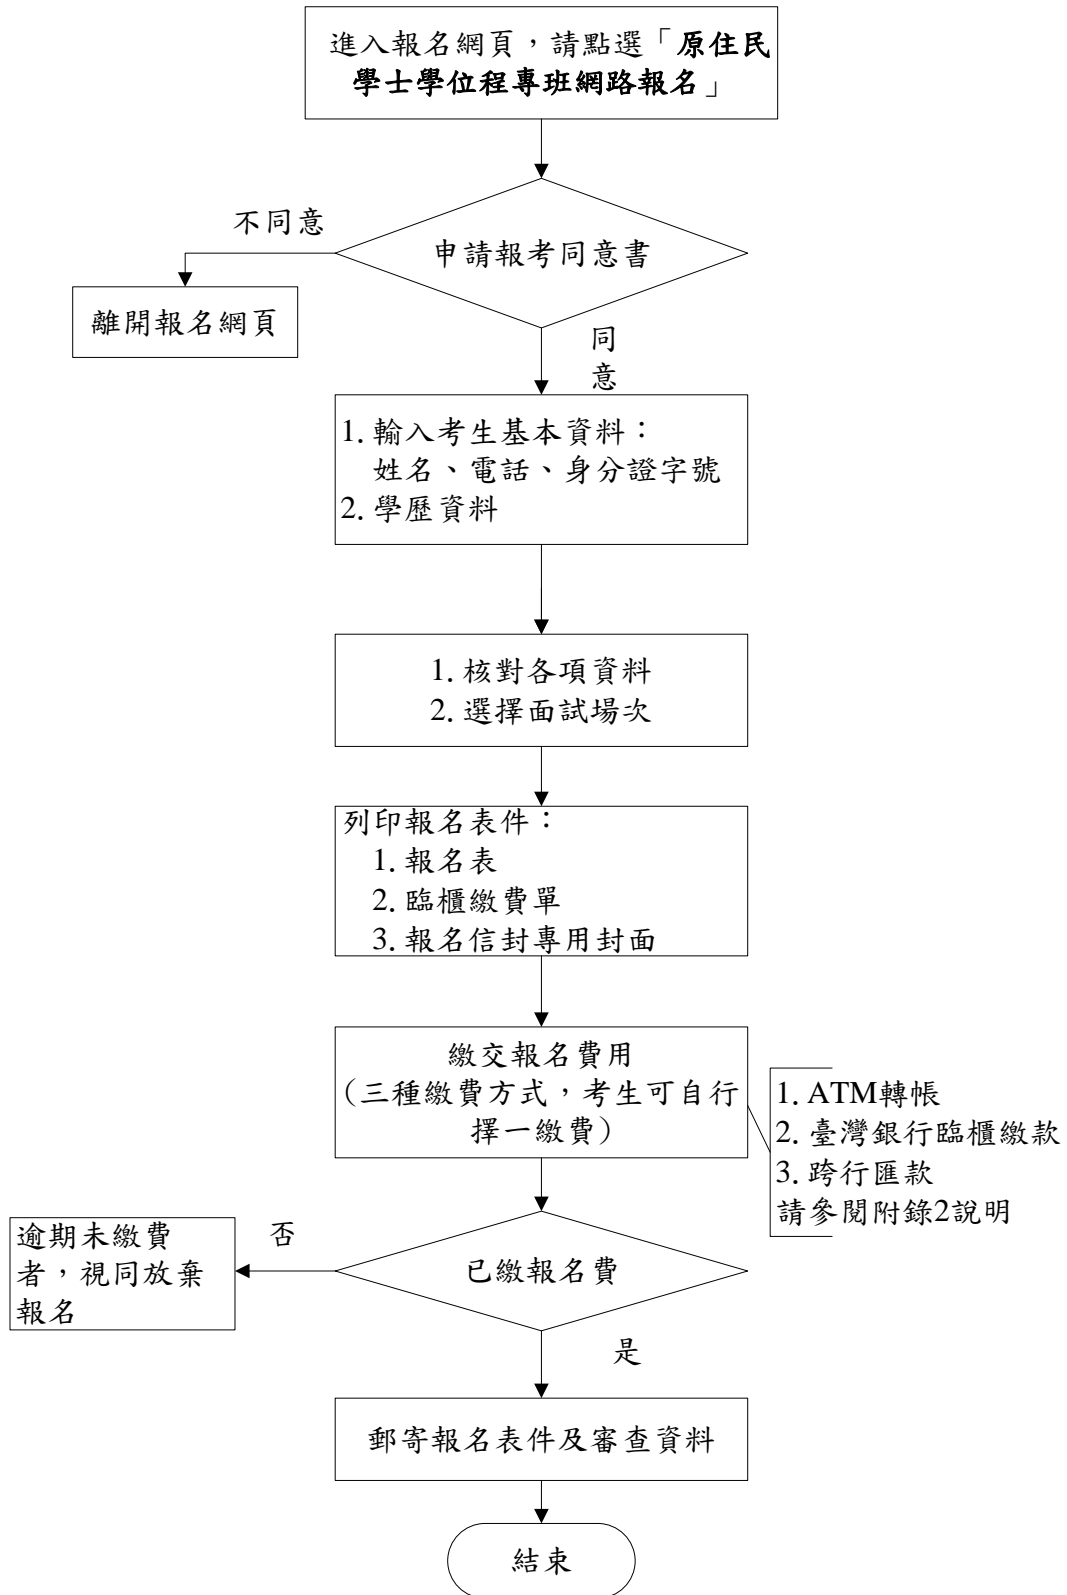 進入報名網頁，請點選「原住民
學士學位程專班網路報名」
申請報考同意書
不同意
離開報名網頁
同
意
1. 輸入考生基本資料：
姓名、電話、身分證字號
2. 學歷資料
1. 核對各項資料
2. 選擇面試場次
列印報名表件：
1. 報名表
2. 臨櫃繳費單
3. 報名信封專用封面
繳交報名費用
（三種繳費方式，考生可自行
擇一繳費）
1. ATM轉帳
2. 臺灣銀行臨櫃繳款
3. 跨行匯款
請參閱附錄2說明
已繳報名費
否
逾期未繳費
者，視同放棄
報名
是
郵寄報名表件及審查資料
結束